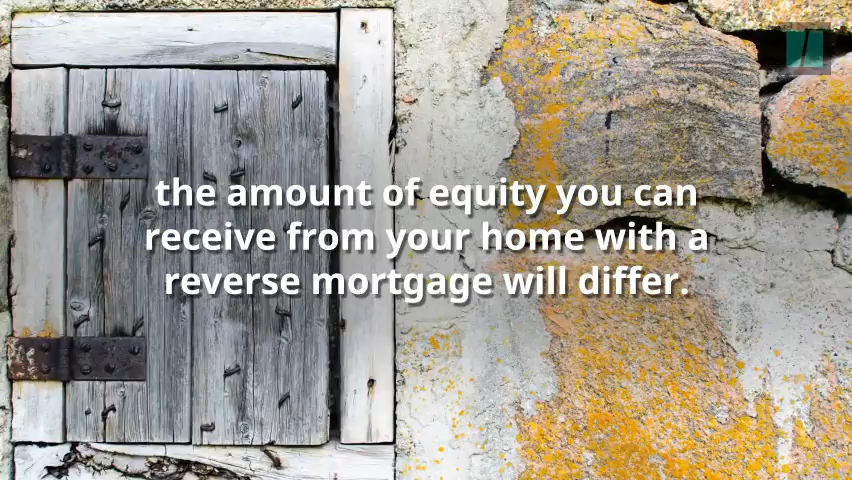 the amount of equity you can
receive from your home with a
reverse mortgage will differ.